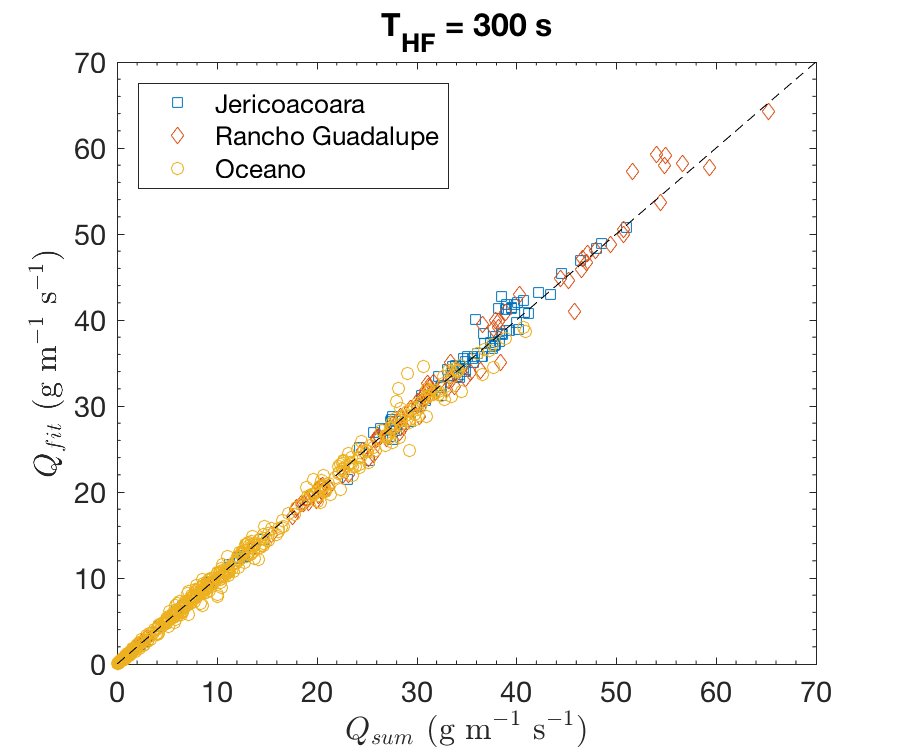 T_HF = 300 s
70
60
50
40
30
20
10
0
Jericoacoara
Rancho Guadalupe
Oceano
Q_fit (g m⁻¹ s⁻¹)
0 10 20 30 40 50 60 70
Q_sum (g m⁻¹ s⁻¹)